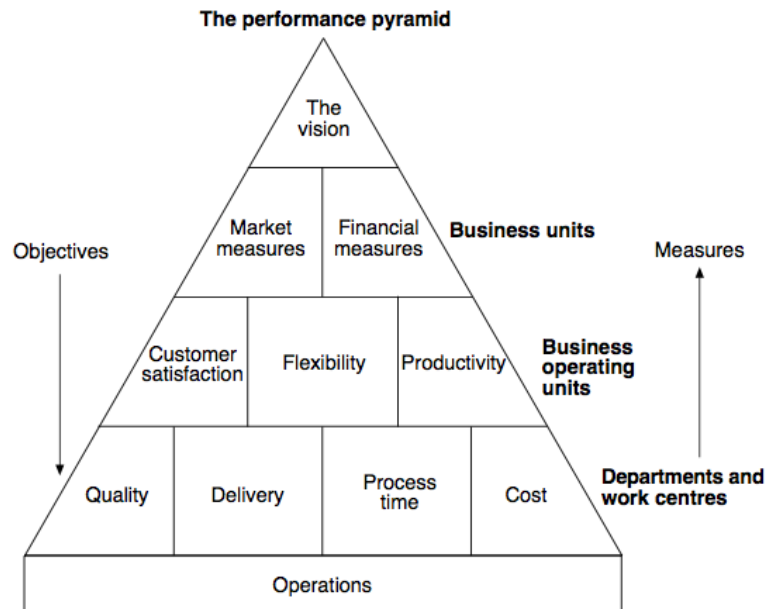 The performance pyramid
The
vision
Market
measures
Financial
measures
Business units
Objectives
Measures
Customer
satisfaction
Flexibility
Productivity
Business
operating
units
Quality
Delivery
Process
time
Cost
Departments and
work centres
Operations